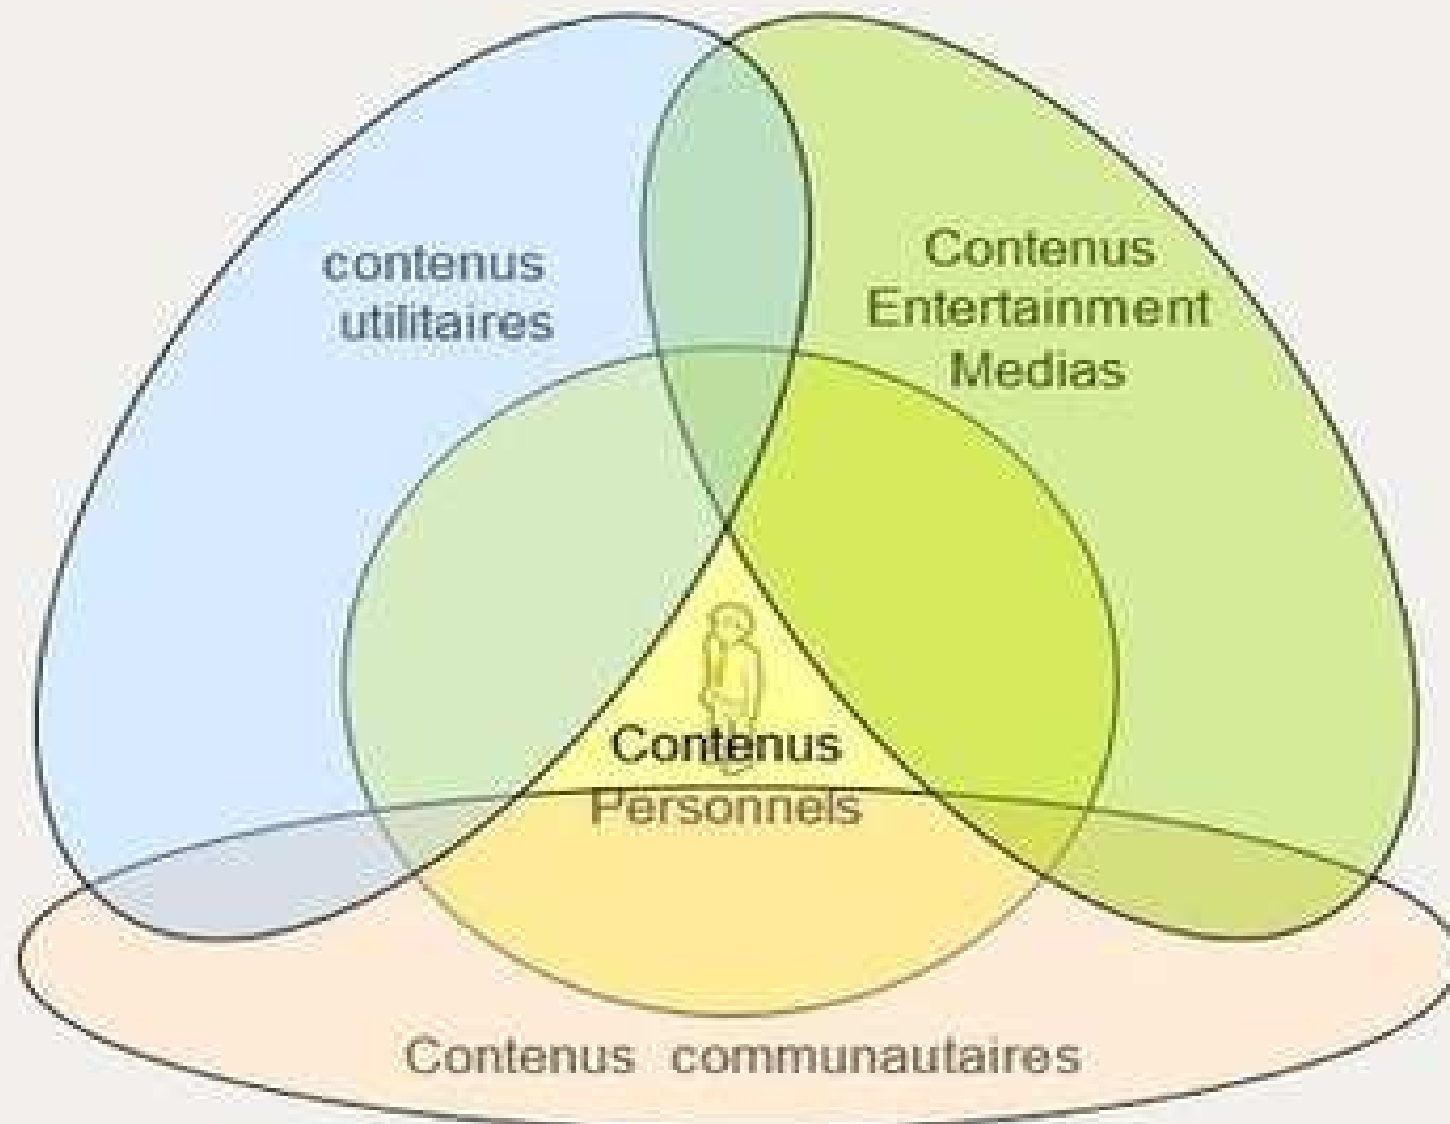 contenus
utilitaires
Contenus
Entertainment
Medias
Contenus
Personnels
Contenus communautaires